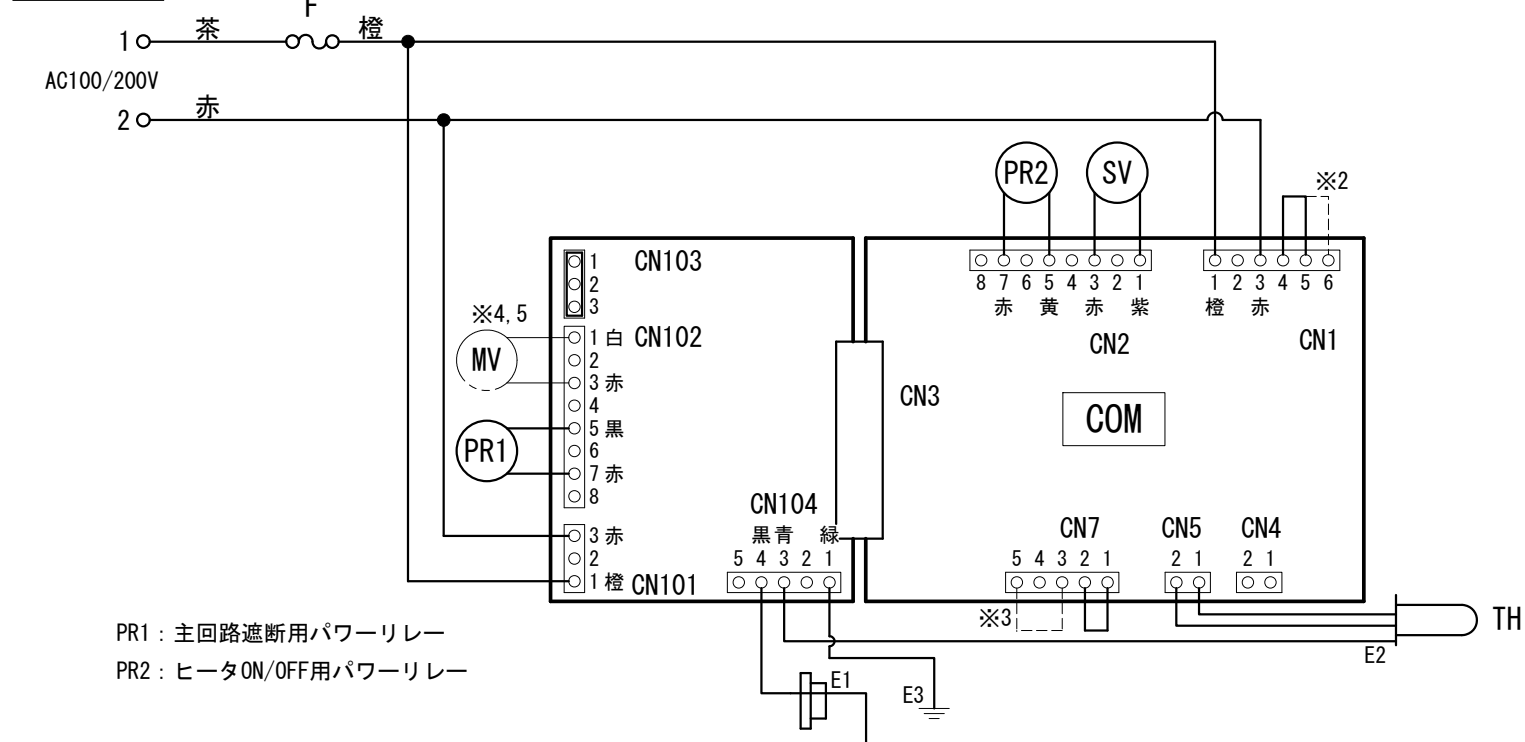 F
1 茶 橙
AC100/200V
2 赤
PR2 SV ※2
CN103
1
2
3
8 7 6 5 4 3 2 1
赤 黄 赤 紫
CN2
1 2 3 4 5 6
橙 赤
CN1
※4,5
MV
CN102
1 白
2
3 赤
4
5 黒
6
7 赤
8
PR1
CN3
COM
3 赤
2
1 橙 CN101
CN104
黒 青 緑
5 4 3 2 1
CN7
5 4 3 2 1
※3
CN5
2 1
CN4
2 1
TH
E2
E1
E3
PR1：主回路遮断用パワーリレー
PR2：ヒータON/OFF用パワーリレー